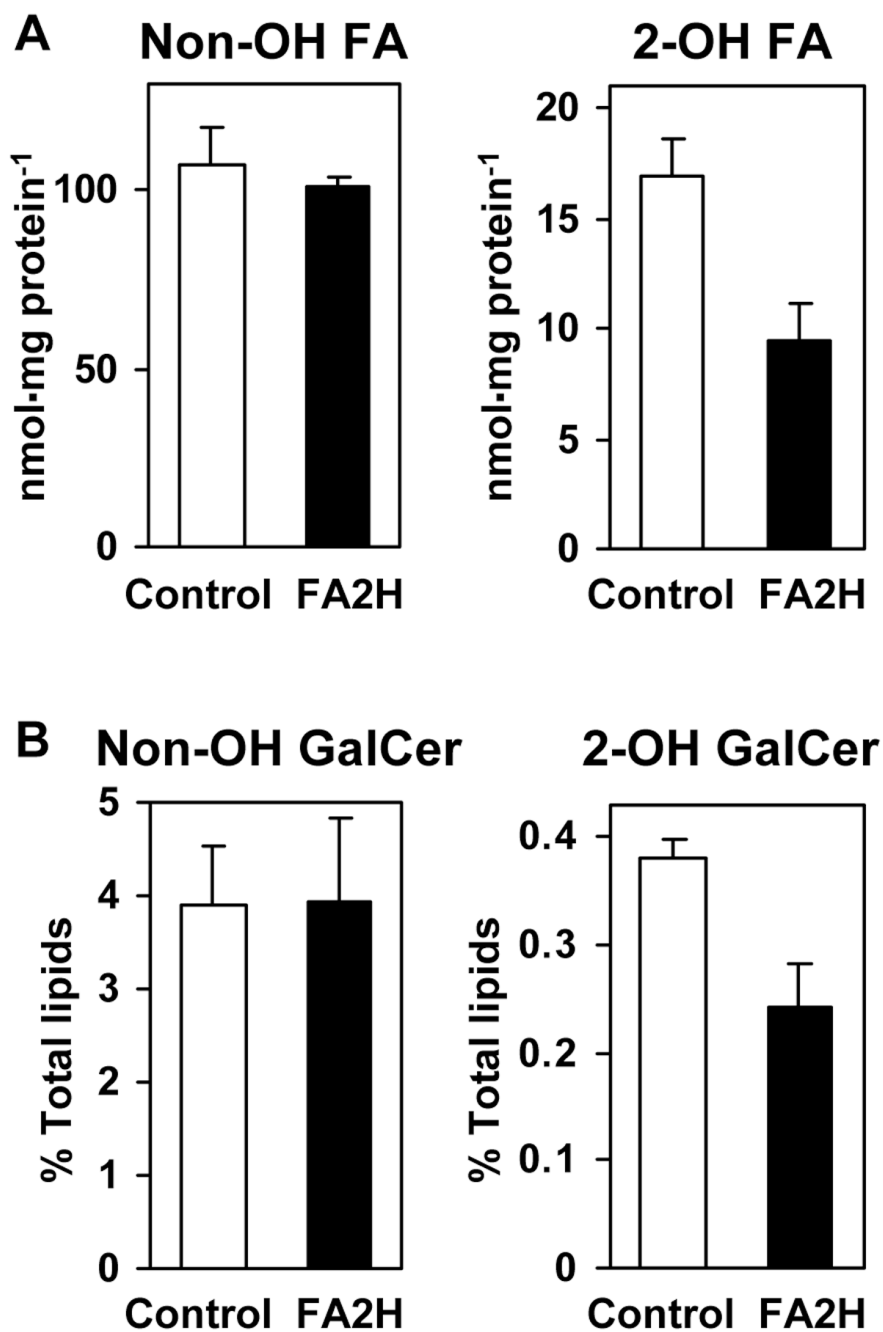 A
Non-OH FA
2-OH FA
nmol·mg protein-1
100
50
0
Control FA2H
nmol·mg protein-1
20
15
10
5
0
Control FA2H
B
Non-OH GalCer
2-OH GalCer
% Total lipids
5
4
3
2
1
0
Control FA2H
% Total lipids
0.4
0.3
0.2
0.1
0
Control FA2H